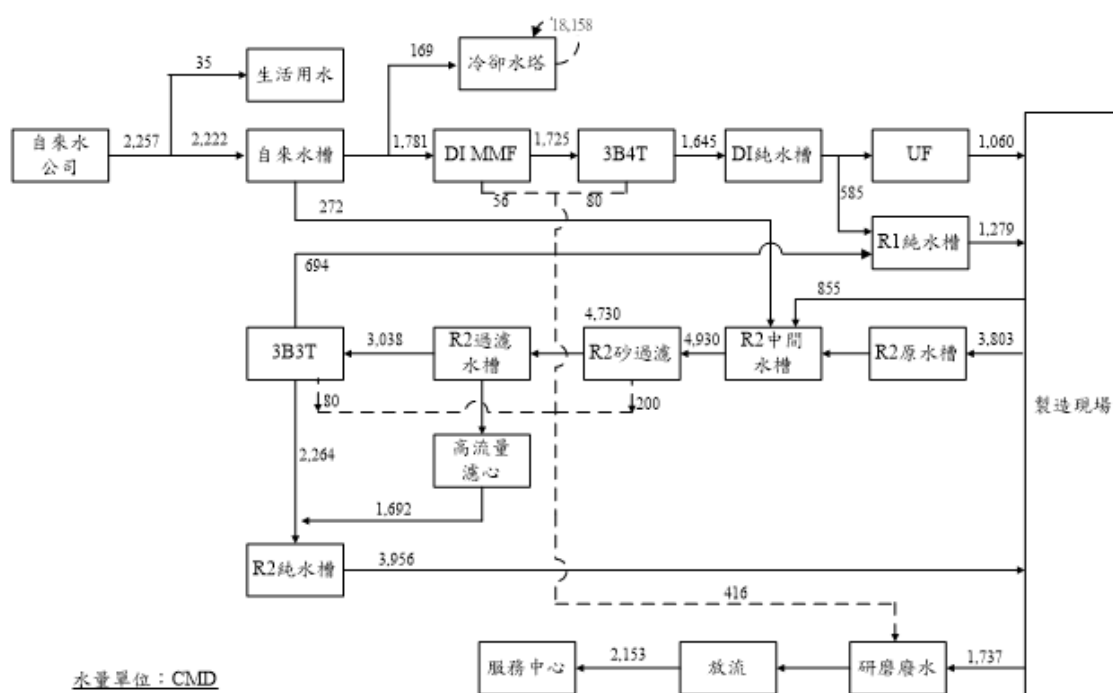 18,158
35
169
生活用水
冷卻水塔
自來水
公司
2,257
2,222
自來水槽
1,781
DI MMF
1,725
3B4T
1,645
DI純水槽
UF
1,060
56
80
585
272
R1純水槽
1,279
694
855
4,730
3B3T
3,038
R2過濾
水槽
R2砂過濾
4,930
R2中間
水槽
R2原水槽
3,803
80
200
製造現場
2,264
高流量
濾心
1,692
R2純水槽
3,956
416
服務中心
2,153
放流
研磨廢水
1,737
水量單位：CMD